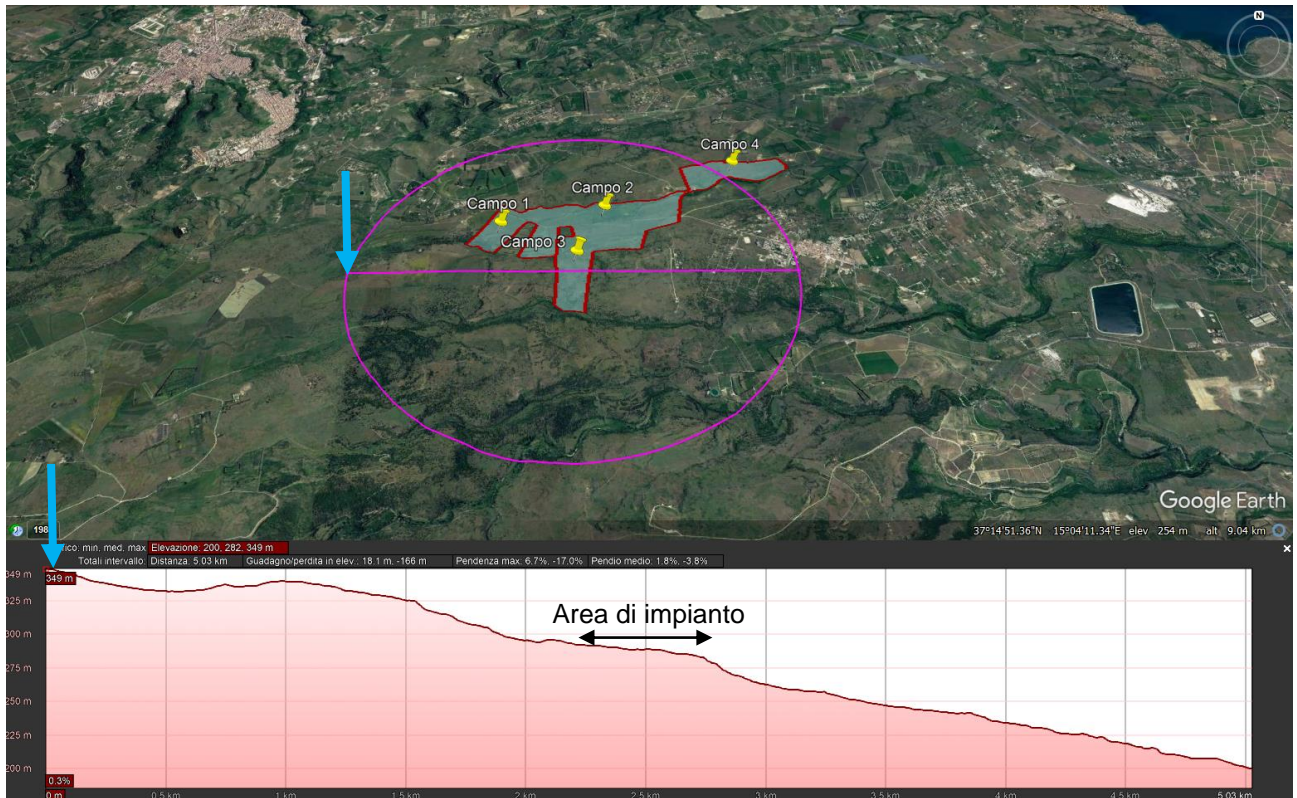 N
Campo 4
Campo 2
Campo 1
Campo 3
Google Earth
198
37°14'51.36"N 15°04'11.34"E elev 254 m alt 9.04 km
min, med, max Elevazione: 200, 282, 349 m
Totali intervallo: Distanza: 5.03 km Guadagno/perdita in elev.: 18.1 m, -166 m Pendenza max: 6.7%, -17.0% Pendio medio: 1.8%, -3.8%
349 m
349 m
325 m
Area di impianto
300 m
275 m
250 m
225 m
200 m
0.3%
0 m 0.5 km 1 km 1.5 km 2 km 2.5 km 3 km 3.5 km 4 km 4.5 km 5.03 km